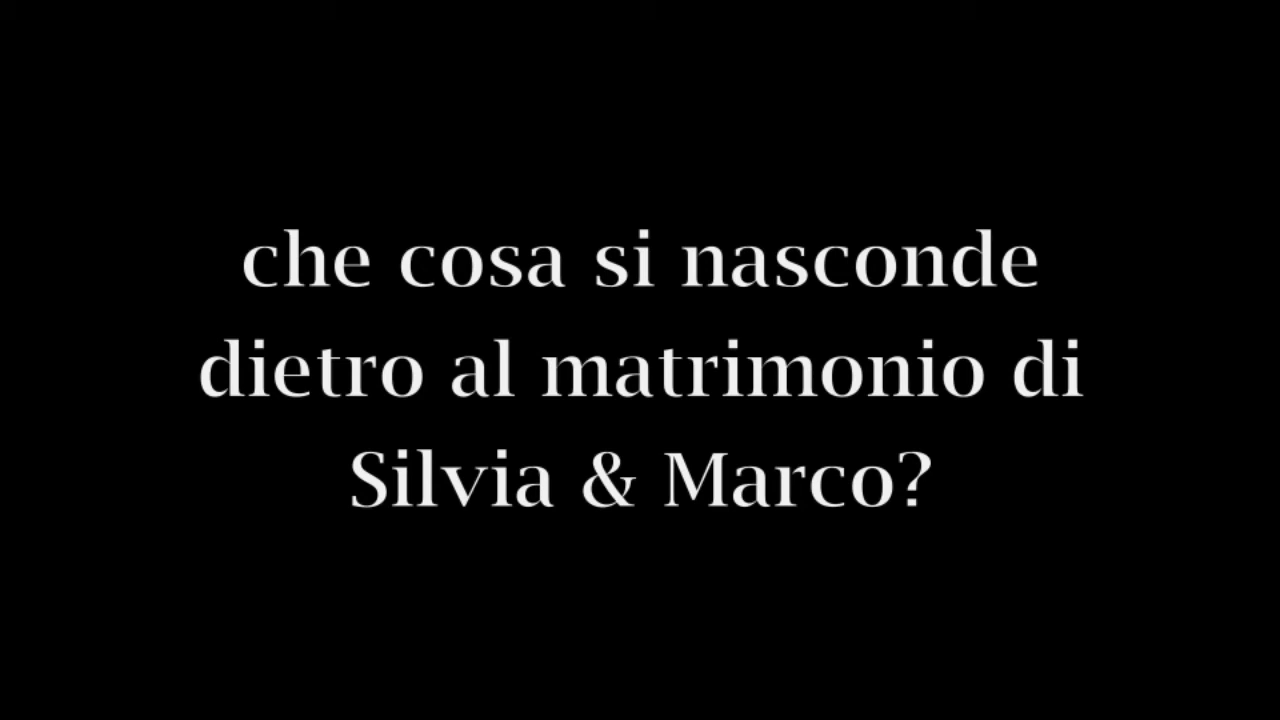 che cosa si nasconde
dietro al matrimonio di
Silvia & Marco?